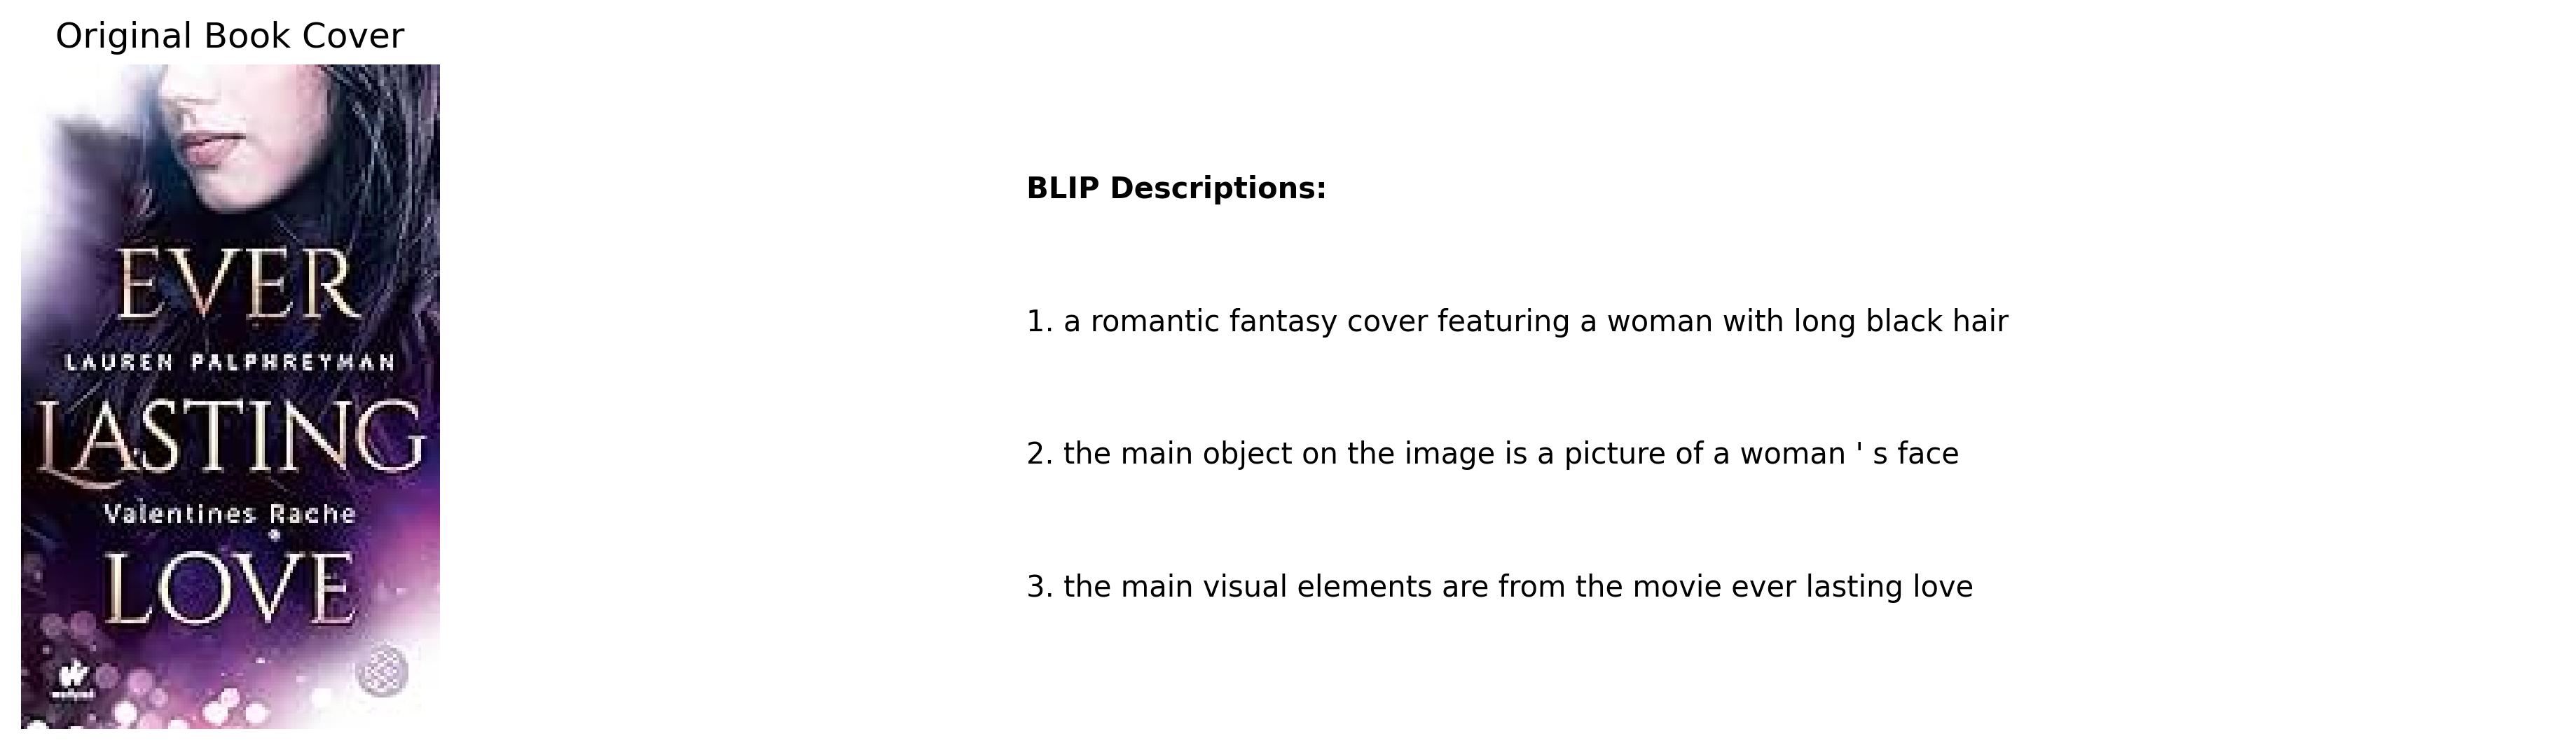 Original Book Cover
EVER
LAUREN PALPHREYMAN
LASTING
Valentines Rache
LOVE
wattpad
BLIP Descriptions:
1. a romantic fantasy cover featuring a woman with long black hair
2. the main object on the image is a picture of a woman ' s face
3. the main visual elements are from the movie ever lasting love